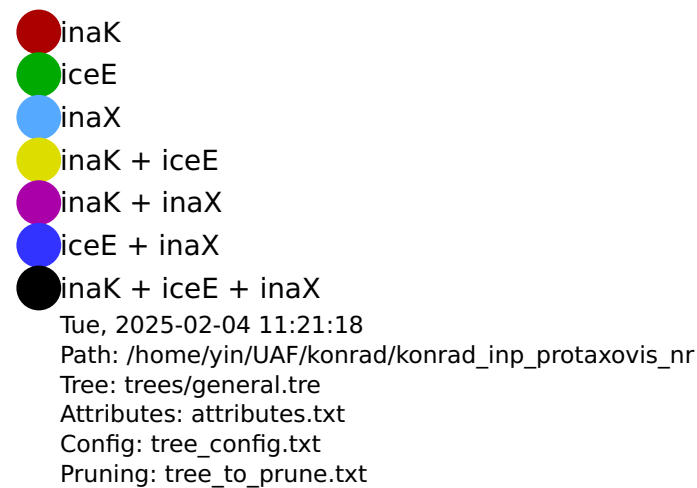 inaK
iceE
inaX
inaK + iceE
inaK + inaX
iceE + inaX
inaK + iceE + inaX
Tue, 2025-02-04 11:21:18
Path: /home/yin/UAF/konrad/konrad_inp_protaxovis_nr
Tree: trees/general.tre
Attributes: attributes.txt
Config: tree_config.txt
Pruning: tree_to_prune.txt